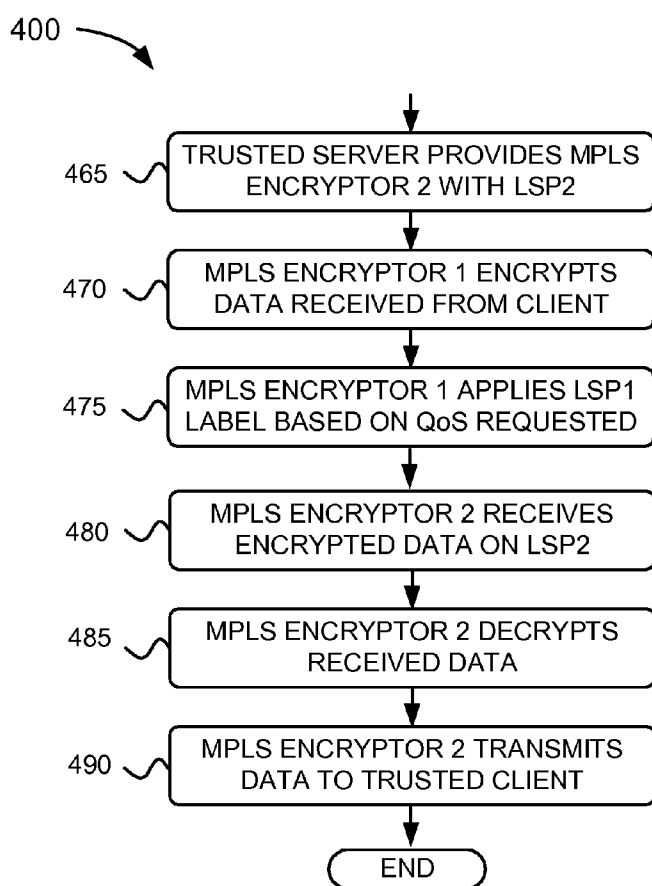 400
465
TRUSTED SERVER PROVIDES MPLS
ENCRYPTOR 2 WITH LSP2
470
MPLS ENCRYPTOR 1 ENCRYPTS
DATA RECEIVED FROM CLIENT
475
MPLS ENCRYPTOR 1 APPLIES LSP1
LABEL BASED ON QoS REQUESTED
480
MPLS ENCRYPTOR 2 RECEIVES
ENCRYPTED DATA ON LSP2
485
MPLS ENCRYPTOR 2 DECRYPTS
RECEIVED DATA
490
MPLS ENCRYPTOR 2 TRANSMITS
DATA TO TRUSTED CLIENT
END